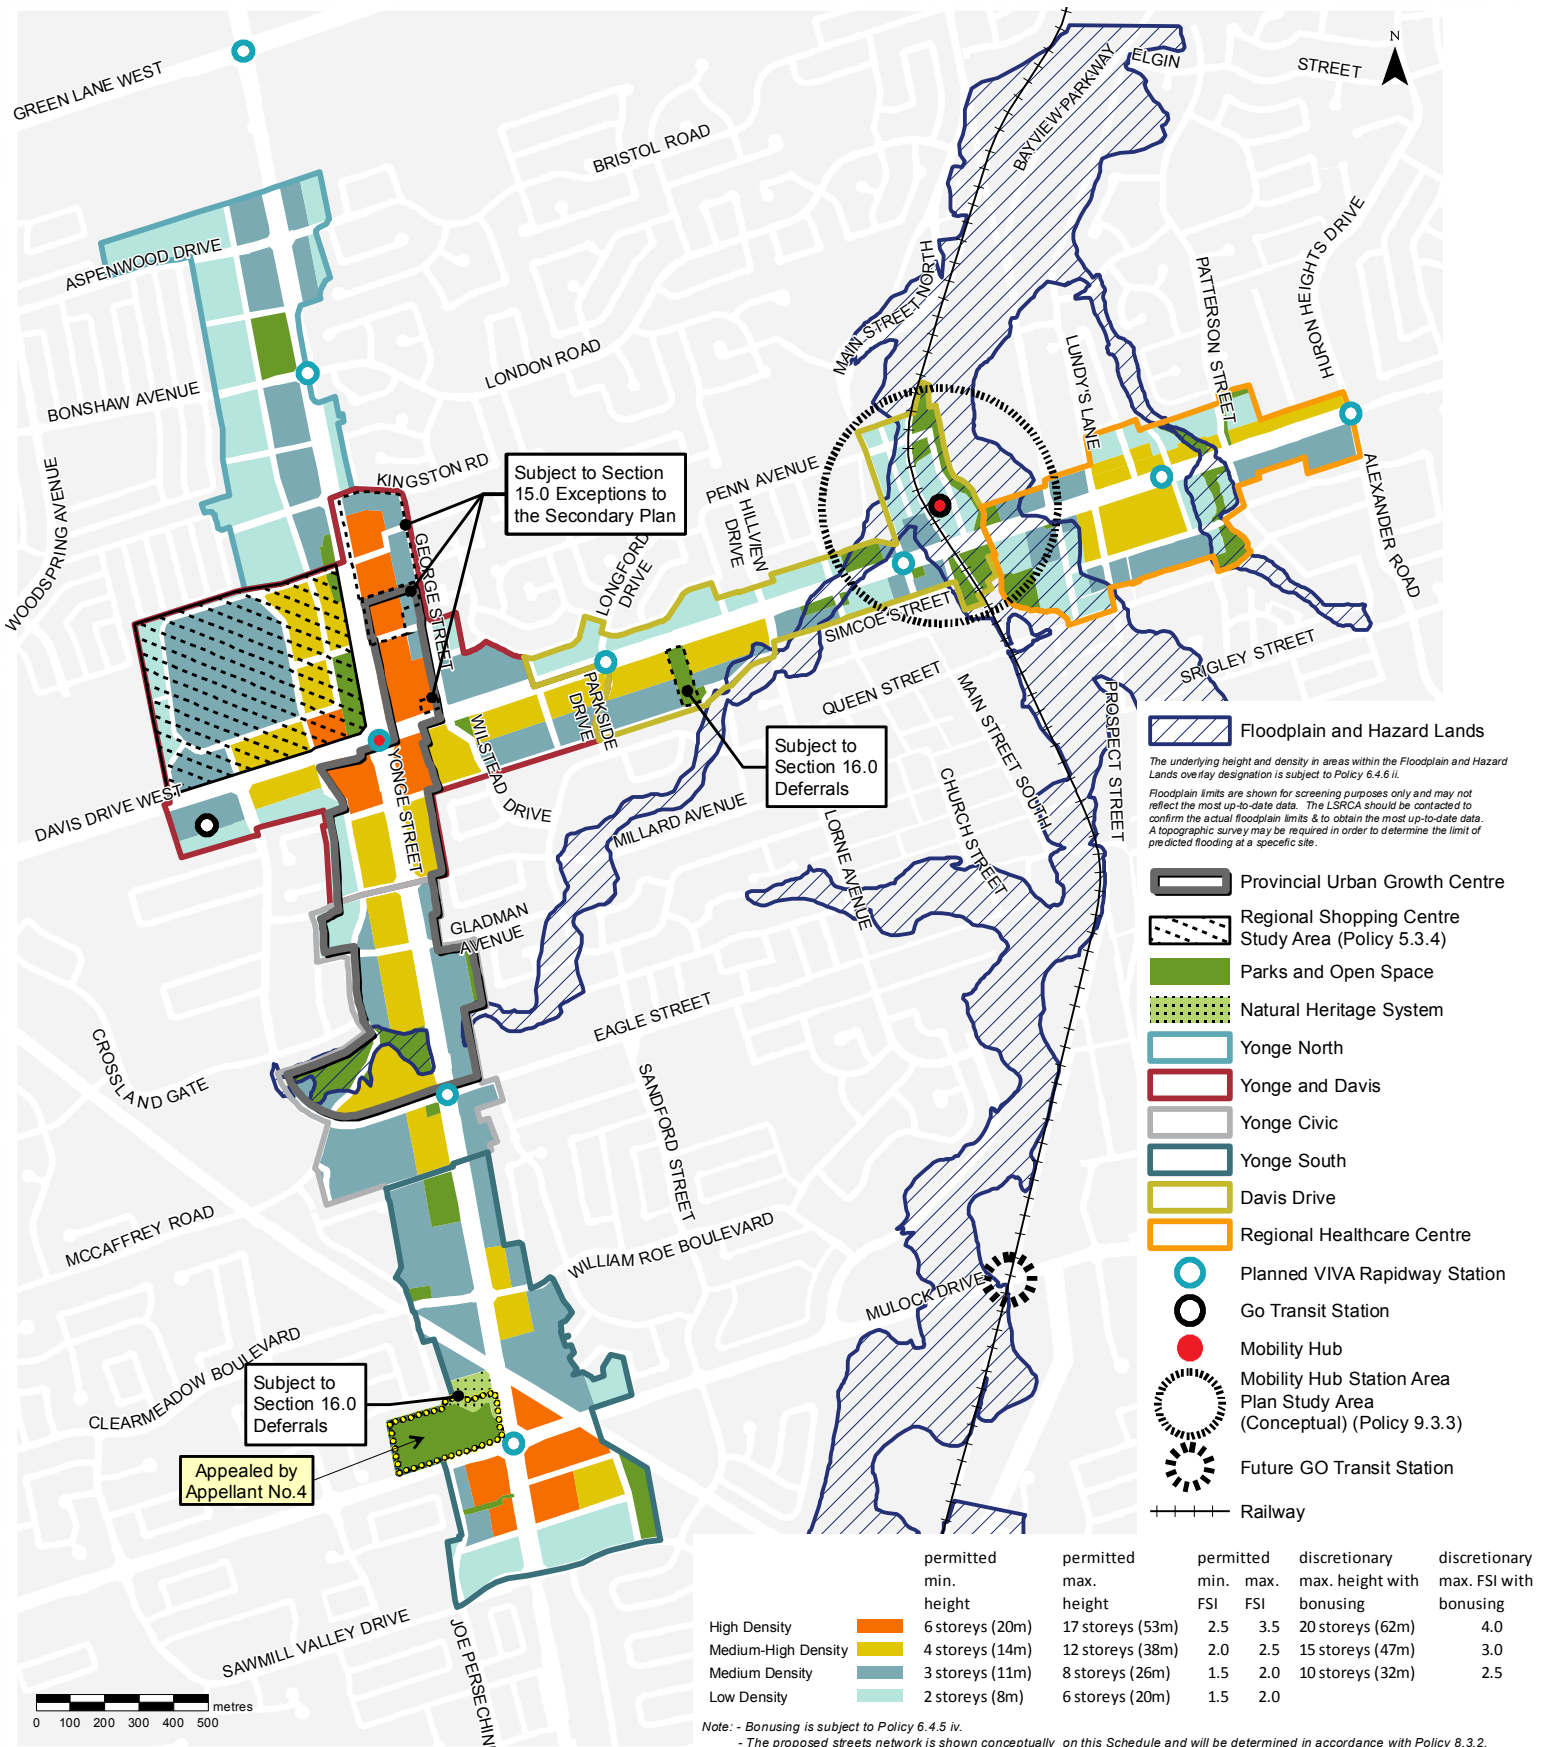 GREEN LANE WEST
ELGIN
STREET
N
BAYVIEW PARKWAY
BRISTOL ROAD
ASPENWOOD DRIVE
MAIN STREET NORTH
PATTERSON STREET
HURON HEIGHTS DRIVE
LONDON ROAD
LUNDY'S LANE
BONSHAW AVENUE
WOODSPRING AVENUE
KINGSTON RD
Subject to Section
15.0 Exceptions to
the Secondary Plan
PENN AVENUE
HILLVIEW
DRIVE
ALEXANDER ROAD
GEORGE STREET
LONGFORD
DRIVE
SIMCOE STREET
SRIGLEY STREET
QUEEN STREET
MAIN STREET SOUTH
PROSPECT STREET
PARKSIDE
DRIVE
WILSTEAD DRIVE
Subject to
Section 16.0
Deferrals
YONGE STREET
DAVIS DRIVE WEST
MILLARD AVENUE
LORNE AVENUE
CHURCH STREET
GLADMAN
AVENUE
EAGLE STREET
CROSSLAND GATE
SANDFORD STREET
MCCAFFREY ROAD
WILLIAM ROE BOULEVARD
MULOCK DRIVE
CLEARMEADOW BOULEVARD
Subject to
Section 16.0
Deferrals
Appealed by
Appellant No.4
SAWMILL VALLEY DRIVE
JOE PERSECHIN
Floodplain and Hazard Lands
The underlying height and density in areas within the Floodplain and Hazard
Lands overlay designation is subject to Policy 6.4.6 ii.
Floodplain limits are shown for screening purposes only and may not
reflect the most up-to-date data. The LSRCA should be contacted to
confirm the actual floodplain limits & to obtain the most up-to-date data.
A topographic survey may be required in order to determine the limit of
predicted flooding at a specefic site.
Provincial Urban Growth Centre
Regional Shopping Centre
Study Area (Policy 5.3.4)
Parks and Open Space
Natural Heritage System
Yonge North
Yonge and Davis
Yonge Civic
Yonge South
Davis Drive
Regional Healthcare Centre
Planned VIVA Rapidway Station
Go Transit Station
Mobility Hub
Mobility Hub Station Area
Plan Study Area
(Conceptual) (Policy 9.3.3)
Future GO Transit Station
Railway
permitted permitted permitted discretionary discretionary
min. max. min. max. max. height with max. FSI with
height height FSI FSI bonusing bonusing
High Density 6 storeys (20m) 17 storeys (53m) 2.5 3.5 20 storeys (62m) 4.0
Medium-High Density 4 storeys (14m) 12 storeys (38m) 2.0 2.5 15 storeys (47m) 3.0
Medium Density 3 storeys (11m) 8 storeys (26m) 1.5 2.0 10 storeys (32m) 2.5
Low Density 2 storeys (8m) 6 storeys (20m) 1.5 2.0
metres
0 100 200 300 400 500
Note: - Bonusing is subject to Policy 6.4.5 iv.
- The proposed streets network is shown conceptually on this Schedule and will be determined in accordance with Policy 8.3.2.